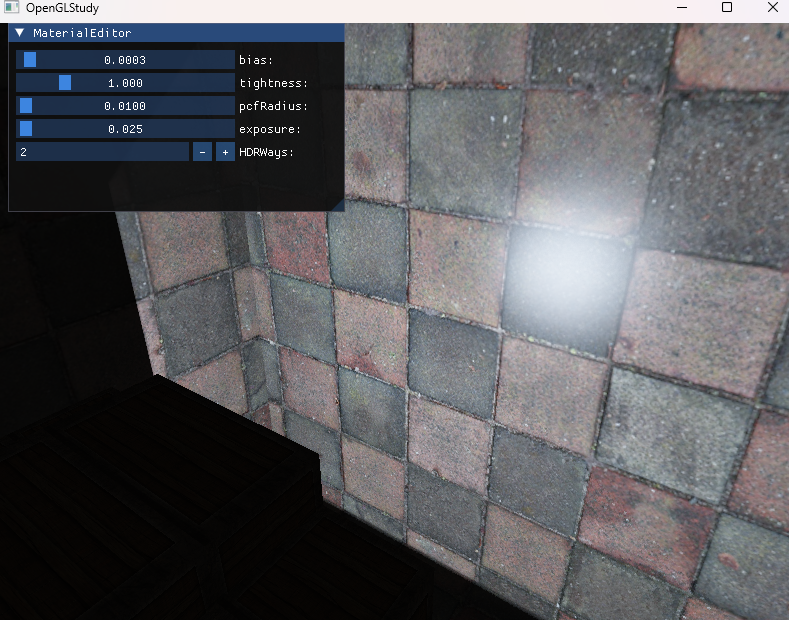 OpenGLStudy
MaterialEditor
0.0003 bias:
1.000 tightness:
0.0100 pcfRadius:
0.025 exposure:
2 - + HDRWays: